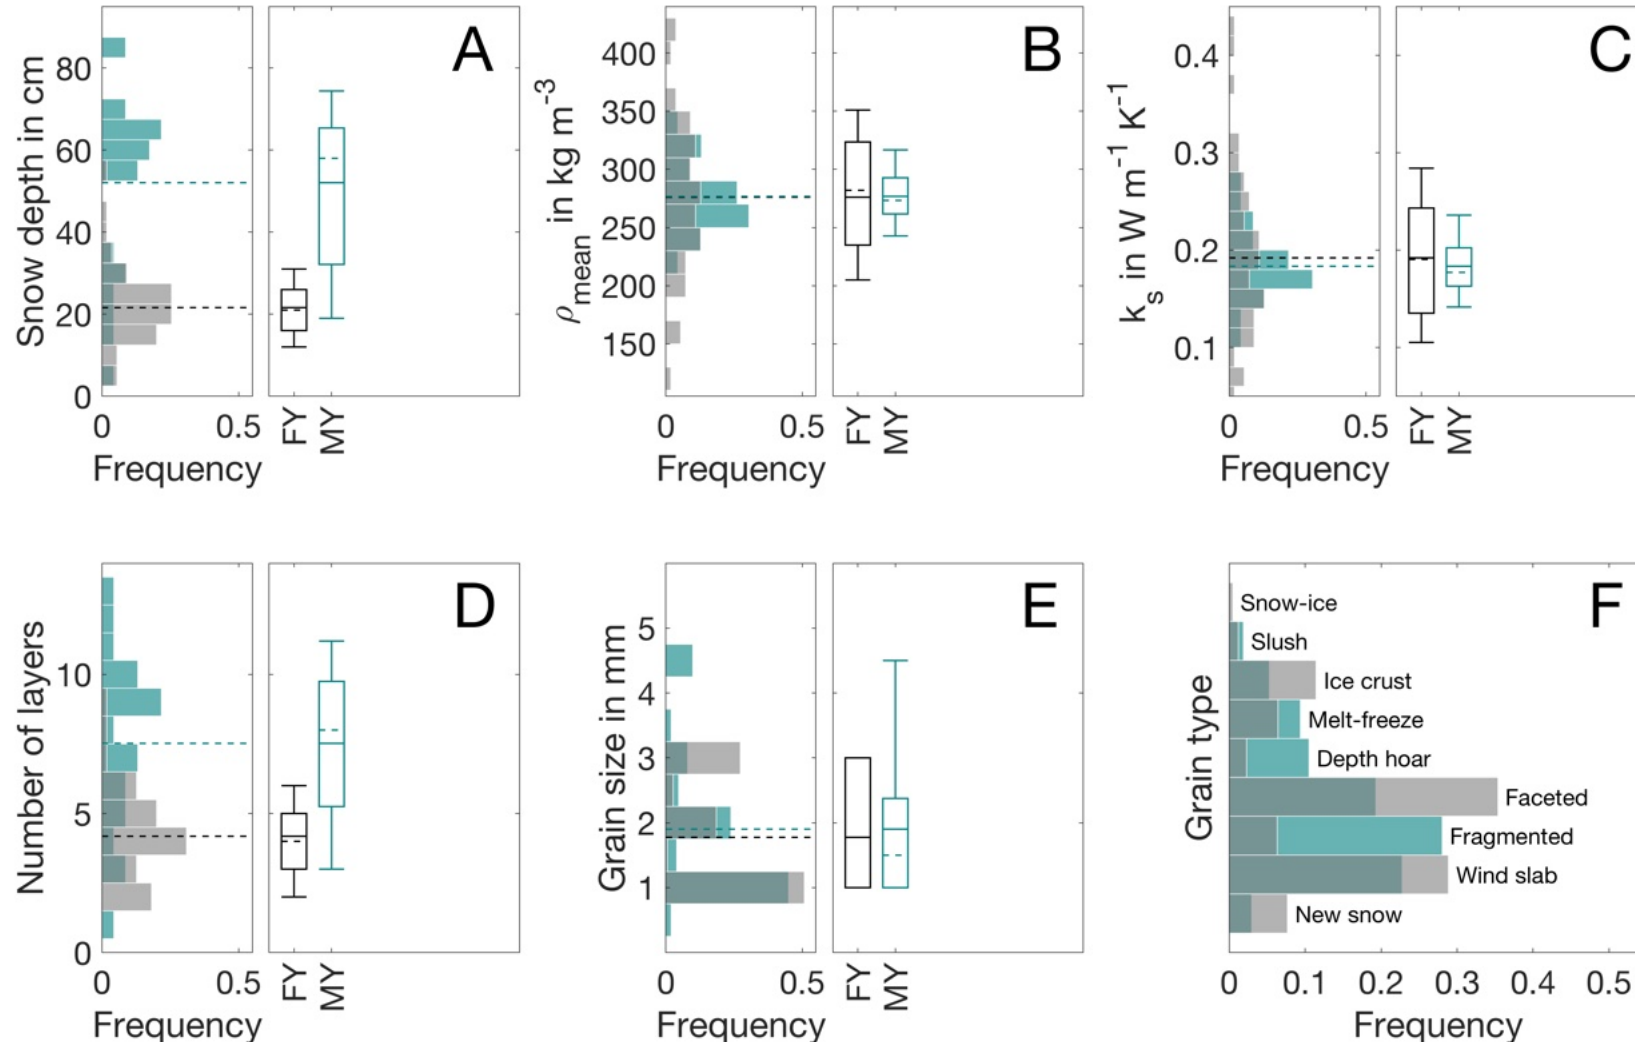 A
Snow depth in cm
80
60
40
20
0
0
0.5
Frequency
FY
MY
B
ρmean in kg m-3
400
350
300
250
200
150
0
0.5
Frequency
FY
MY
C
ks in W m-1 K-1
0.4
0.3
0.2
0.1
0
0.5
Frequency
FY
MY
D
Number of layers
10
5
0
0
0.5
Frequency
FY
MY
E
Grain size in mm
5
4
3
2
1
0
0.5
Frequency
FY
MY
F
Grain type
Snow-ice
Slush
Ice crust
Melt-freeze
Depth hoar
Faceted
Fragmented
Wind slab
New snow
0
0.1
0.2
0.3
0.4
0.5
Frequency